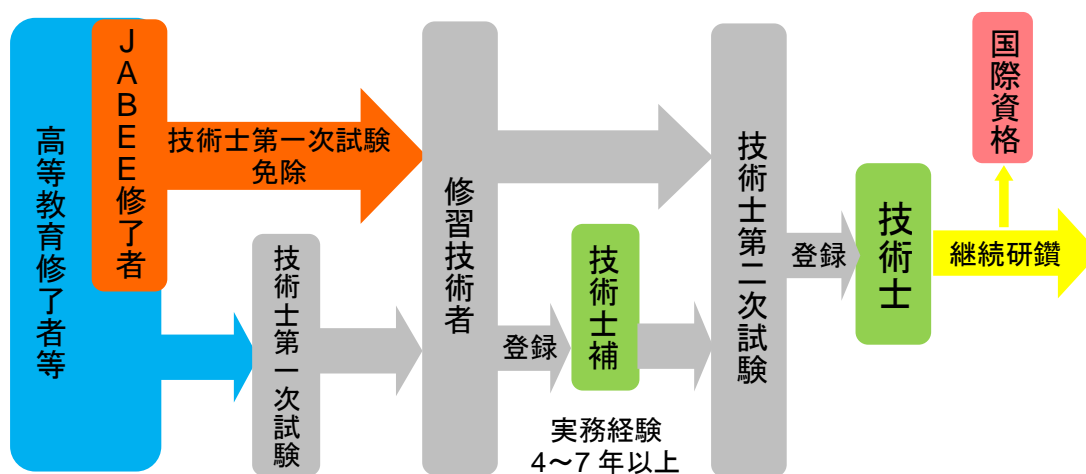 高等教育修了者等
JABEE修了者
技術士第一次試験
免除
技術士第一次試験
修習技術者
登録
技術士補
実務経験
4~7 年以上
技術士第二次試験
登録
技術士
国際資格
継続研鑽